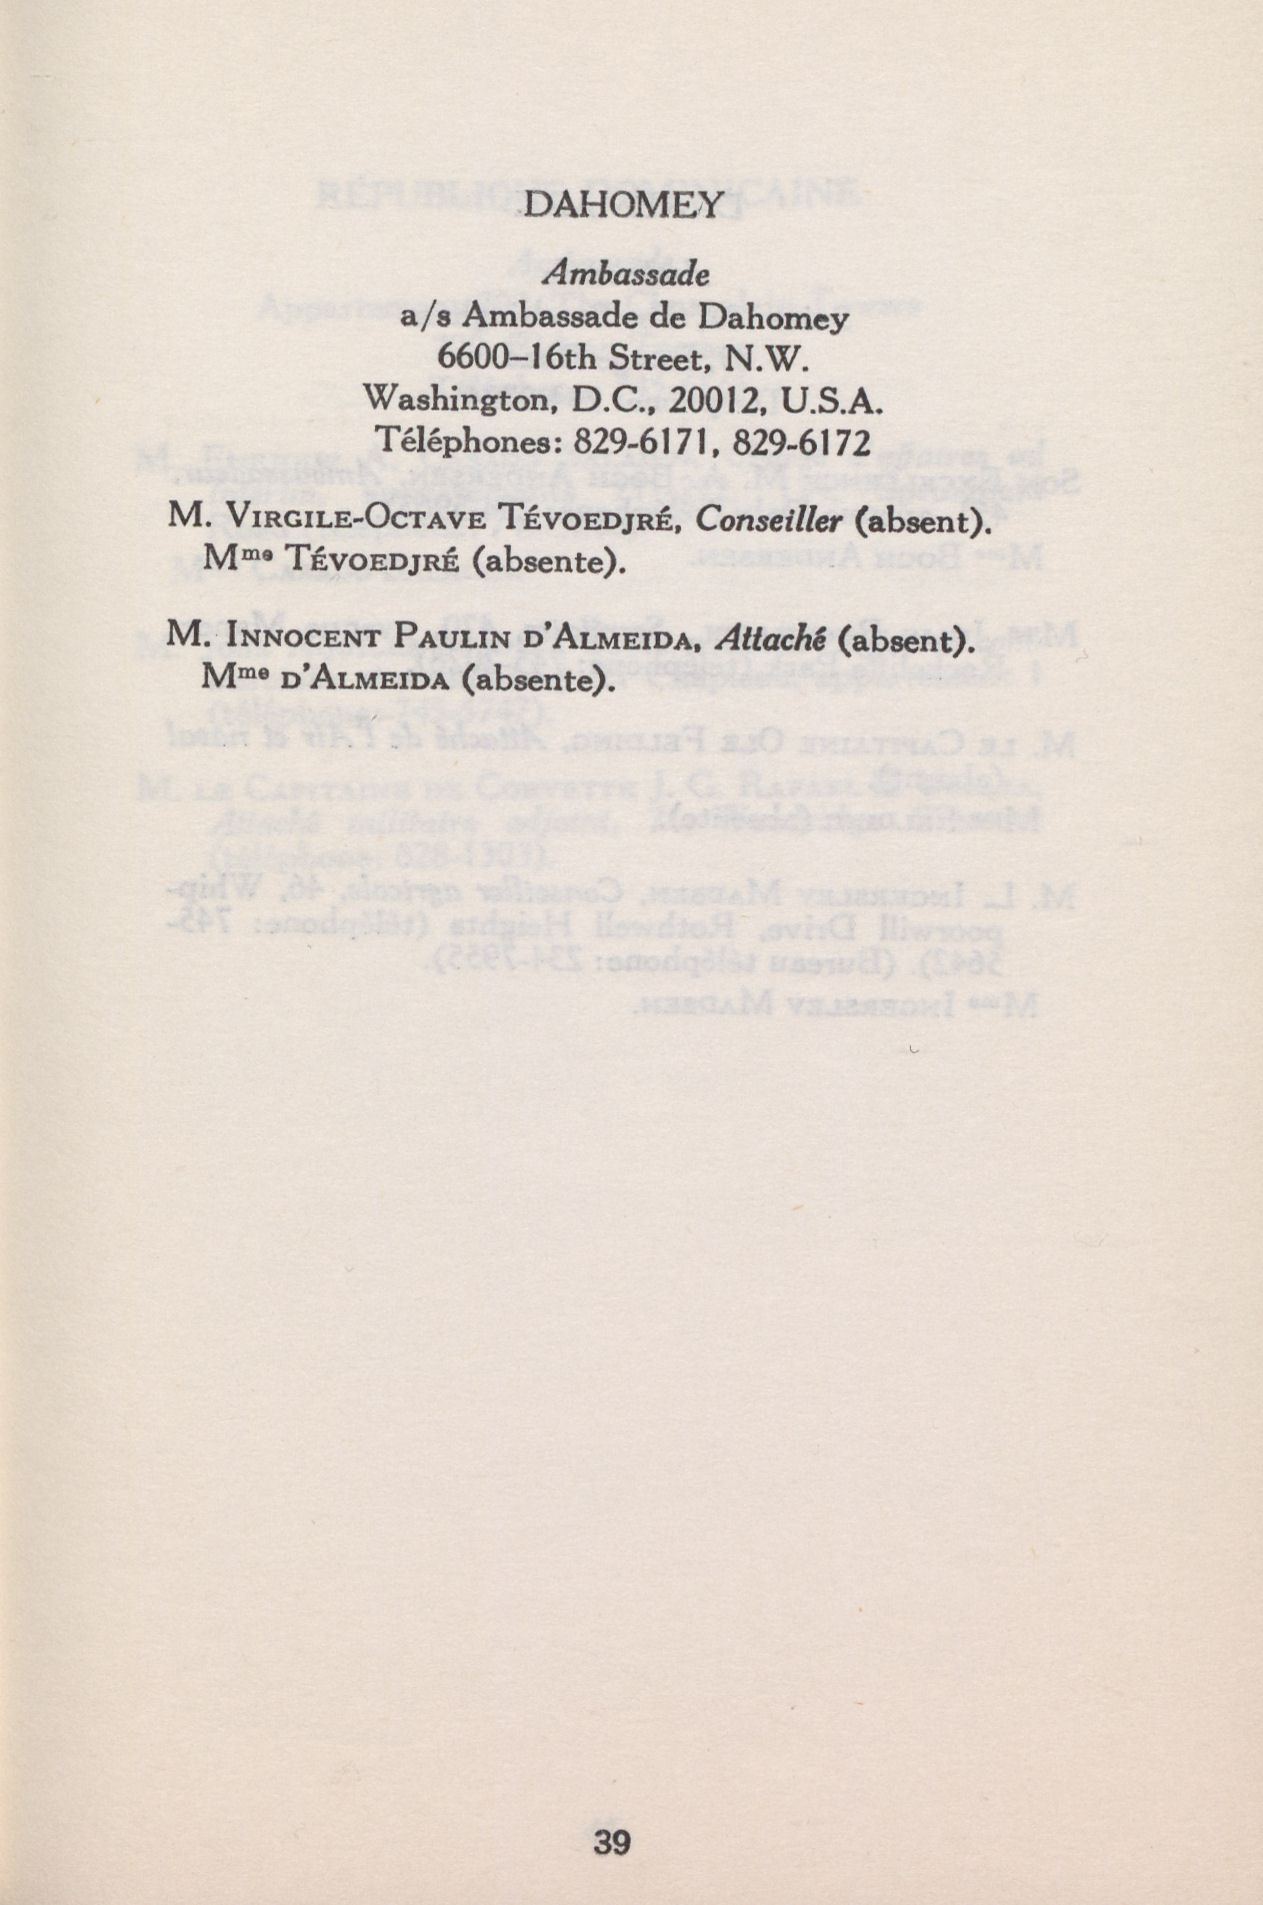 DAHOMEY
Ambassade
a/s Ambassade de Dahomey
6600–16th Street, N.W.
Washington, D.C., 20012, U.S.A.
Téléphones: 829-6171, 829-6172
M. Virgile-Octave Tévoedjré, Conseiller (absent).
Mme Tévoedjré (absente).
M. Innocent Paulin d'Almeida, Attaché (absent).
Mme d'Almeida (absente).
39